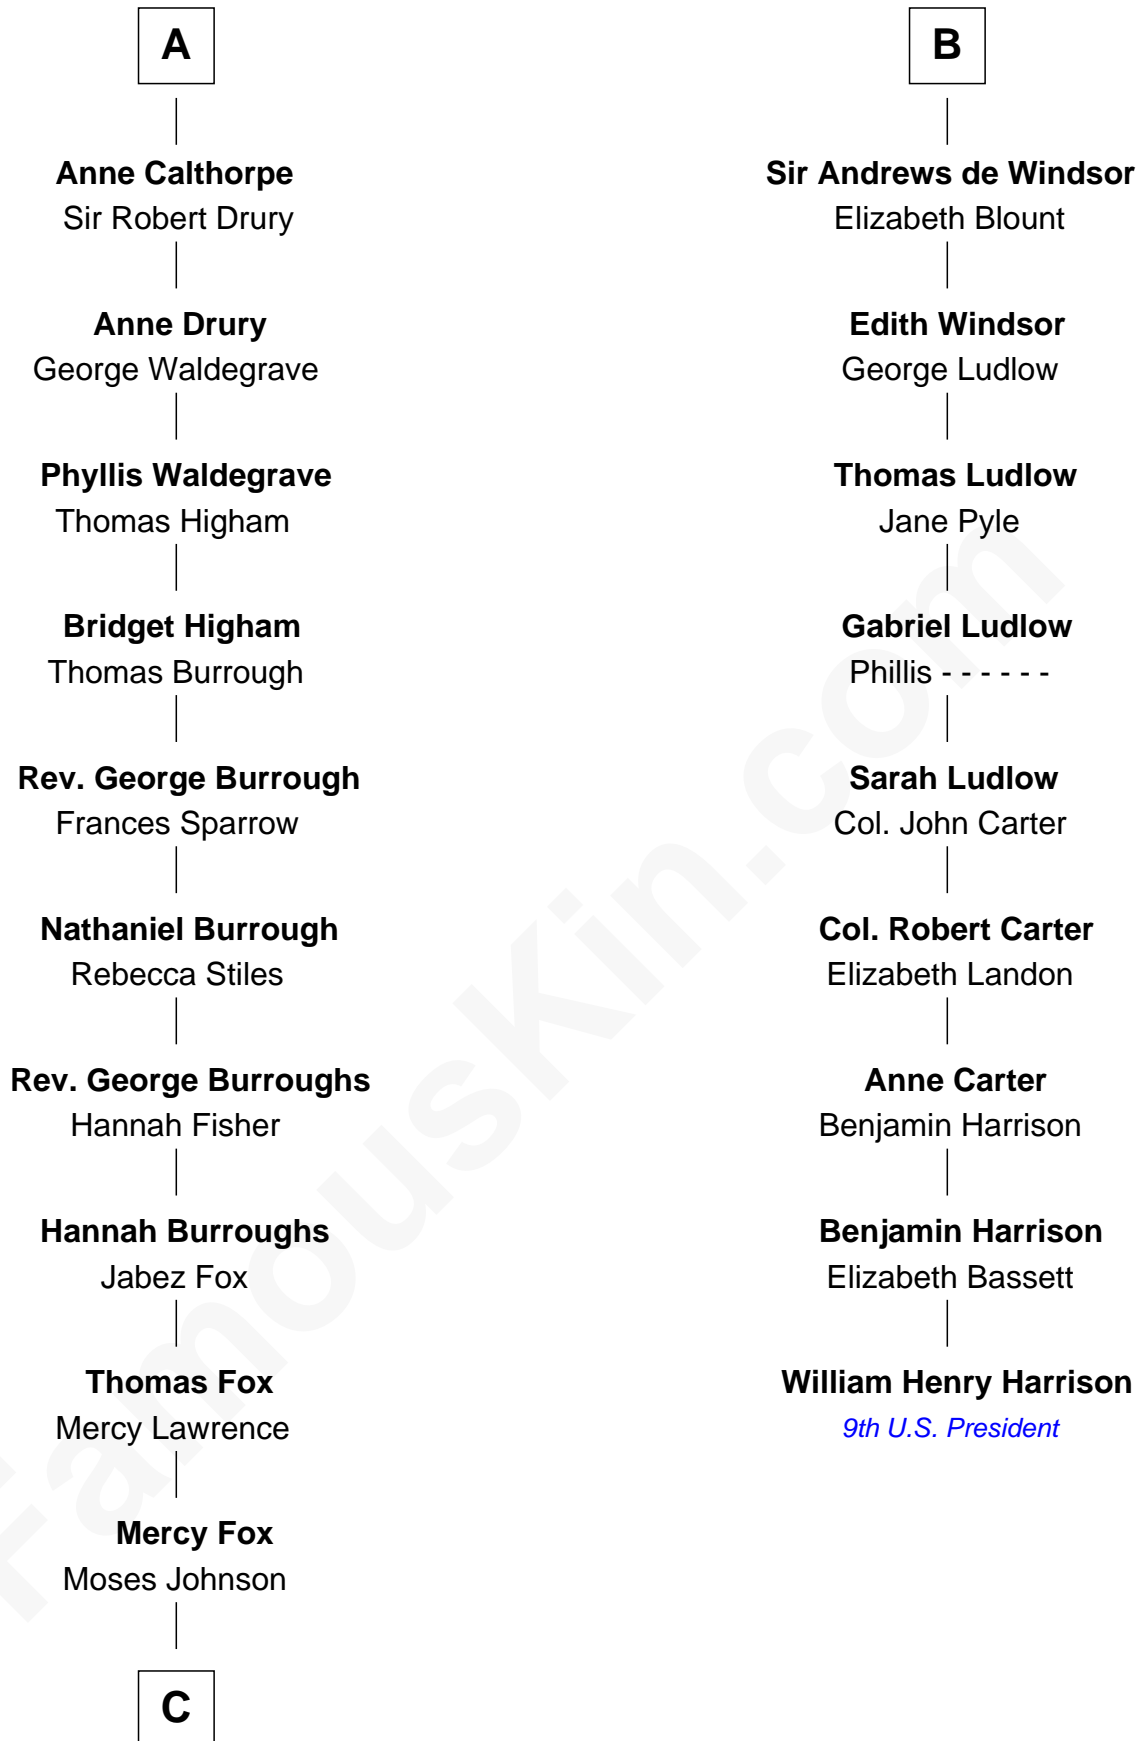 A
Anne Calthorpe
Sir Robert Drury
Anne Drury
George Waldegrave
Phyllis Waldegrave
Thomas Higham
Bridget Higham
Thomas Burrough
Rev. George Burrough
Frances Sparrow
Nathaniel Burrough
Rebecca Stiles
Rev. George Burroughs
Hannah Fisher
Hannah Burroughs
Jabez Fox
Thomas Fox
Mercy Lawrence
Mercy Fox
Moses Johnson
C
B
Sir Andrews de Windsor
Elizabeth Blount
Edith Windsor
George Ludlow
Thomas Ludlow
Jane Pyle
Gabriel Ludlow
Phillis - - - - - -
Sarah Ludlow
Col. John Carter
Col. Robert Carter
Elizabeth Landon
Anne Carter
Benjamin Harrison
Benjamin Harrison
Elizabeth Bassett
William Henry Harrison
9th U.S. President
FamousKin.com